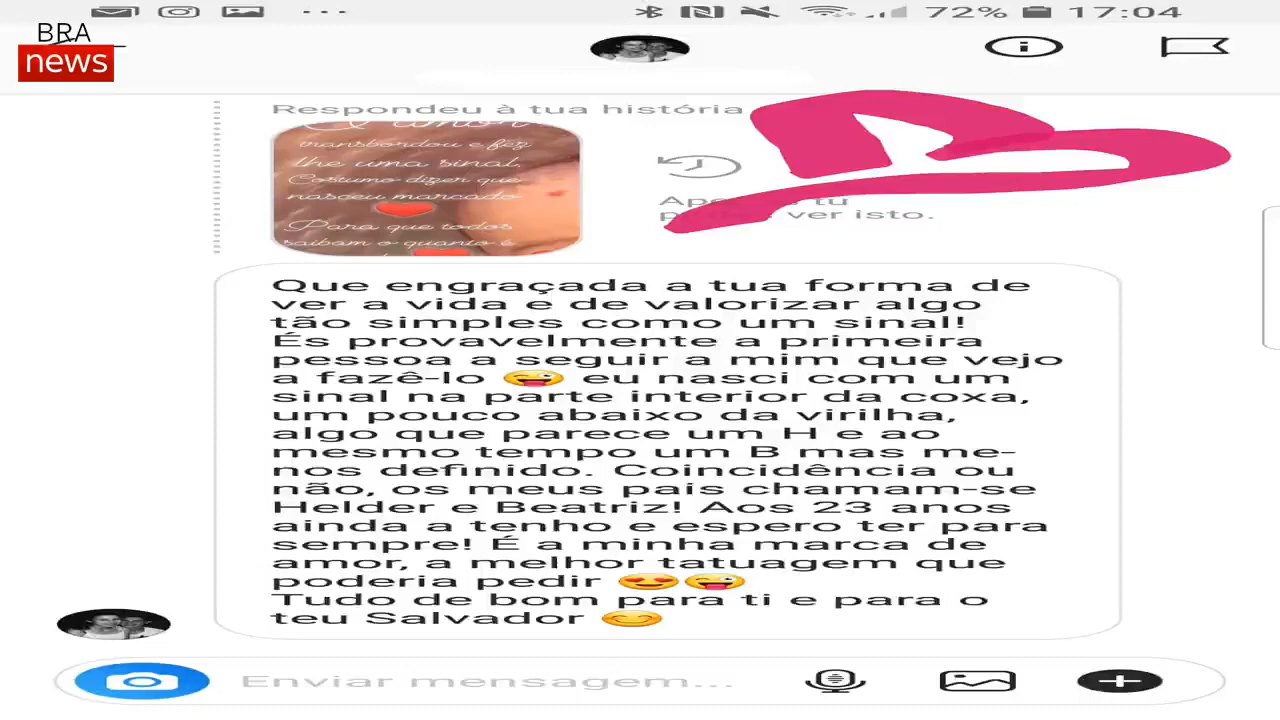 72% 17:04
BRA
news
Respondeu à tua história
transbordou e fez
lhe uma sinal.
Costumo dizer que
nasceu marcado
Para que todos
saibam o quanto é
ver isto.
Que engraçada a tua forma de
ver a vida e de valorizar algo
tão simples como um sinal!
És provavelmente a primeira
pessoa a seguir a mim que vejo
a fazê-lo 😜 eu nasci com um
sinal na parte interior da coxa,
um pouco abaixo da virilha,
algo que parece um H e ao
mesmo tempo um B mas me-
nos definido. Coincidência ou
não, os meus pais chamam-se
Helder e Beatriz! Aos 23 anos
ainda a tenho e espero ter para
sempre! É a minha marca de
amor, a melhor tatuagem que
poderia pedir 😍😜
Tudo de bom para ti e para o
teu Salvador 😊
Enviar mensagem...